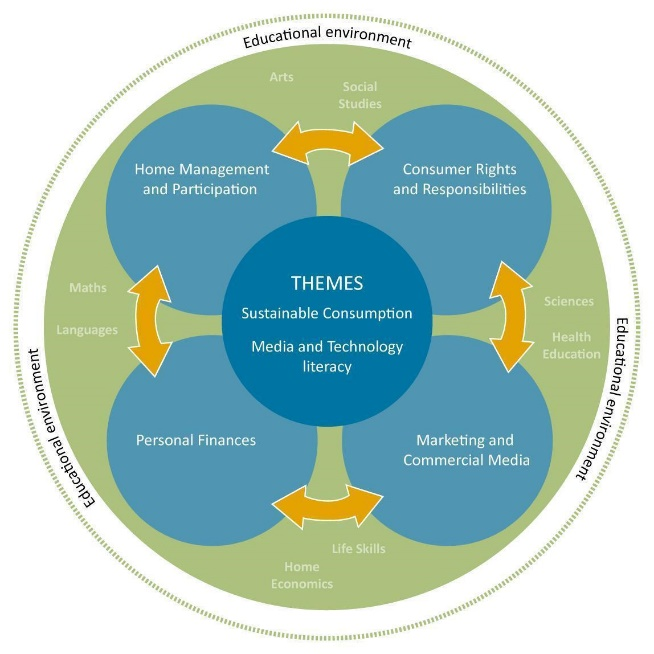 Educational environment
Arts
Social
Studies
Home Management
and Participation
Consumer Rights
and Responsibilities
THEMES
Sustainable Consumption
Media and Technology
literacy
Maths
Languages
Sciences
Health
Education
Educational environment
Educational environment
Personal Finances
Marketing and
Commercial Media
Life Skills
Home
Economics